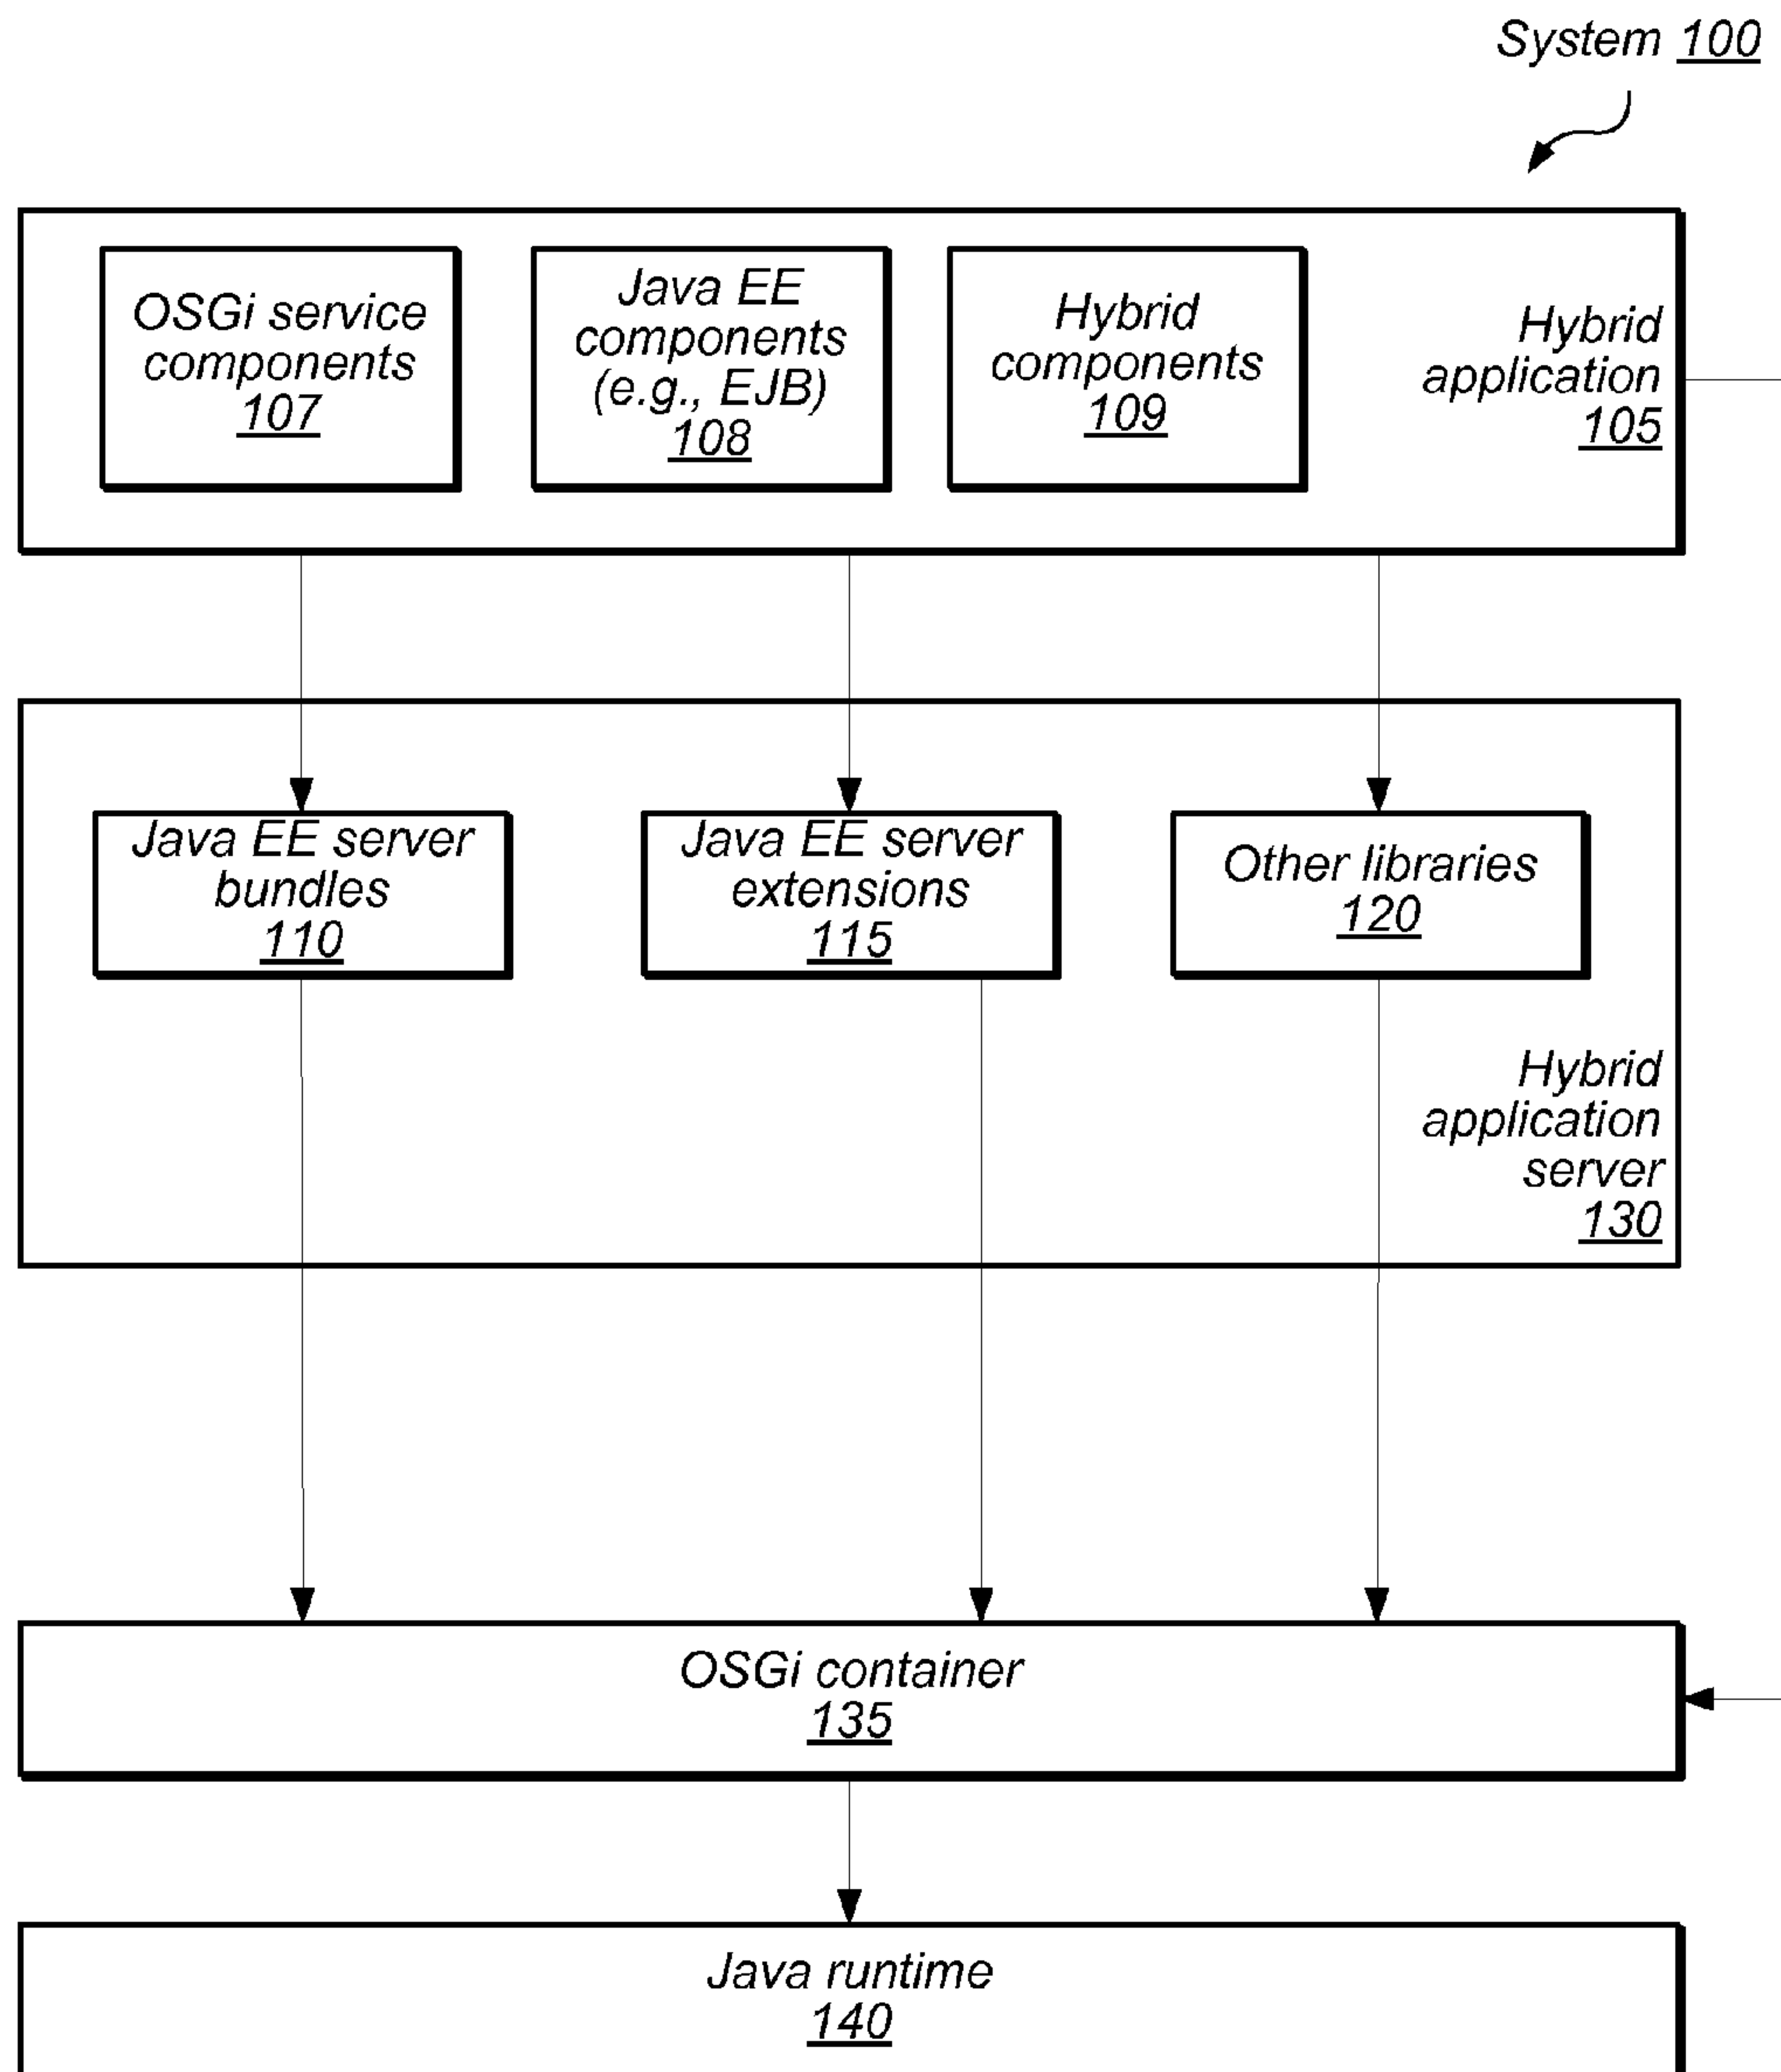 System 100
OSGi service
components
107
Java EE
components
(e.g., EJB)
108
Hybrid
components
109
Hybrid
application
105
Java EE server
bundles
110
Java EE server
extensions
115
Other libraries
120
Hybrid
application
server
130
OSGi container
135
Java runtime
140